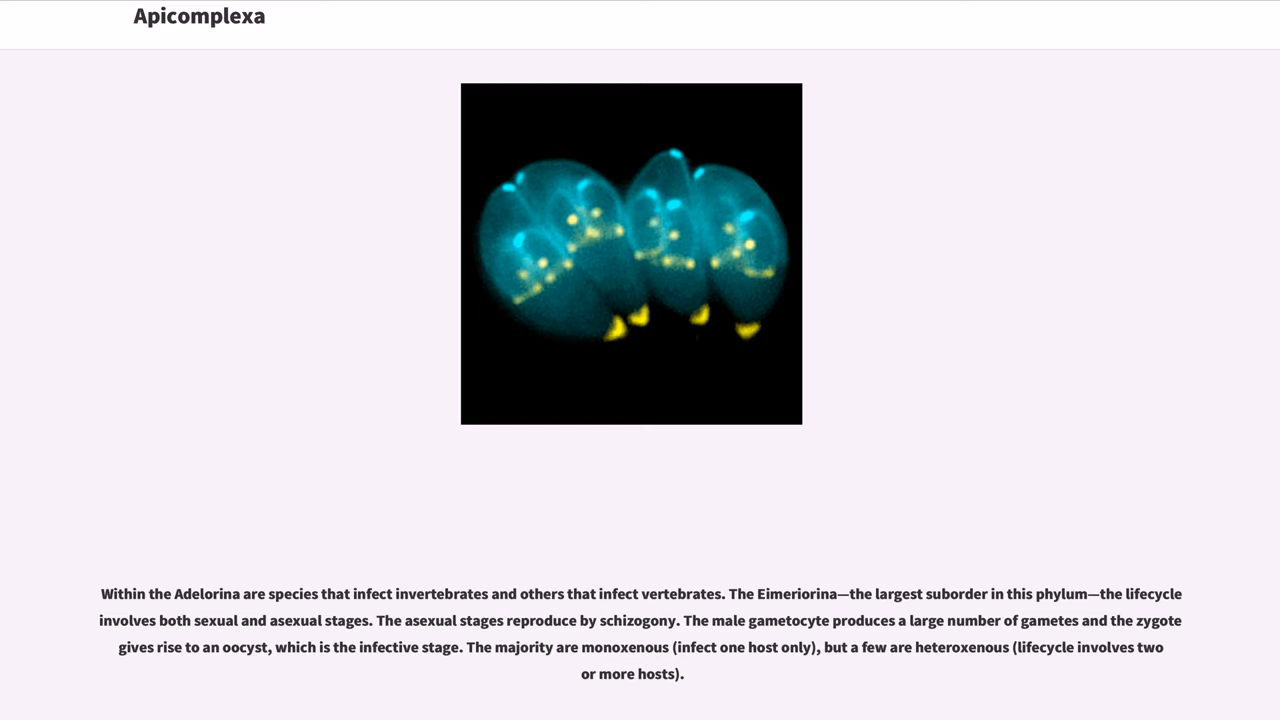 Apicomplexa
Within the Adelorina are species that infect invertebrates and others that infect vertebrates. The Eimeriorina—the largest suborder in this phylum—the lifecycle
involves both sexual and asexual stages. The asexual stages reproduce by schizogony. The male gametocyte produces a large number of gametes and the zygote
gives rise to an oocyst, which is the infective stage. The majority are monoxenous (infect one host only), but a few are heteroxenous (lifecycle involves two
or more hosts).